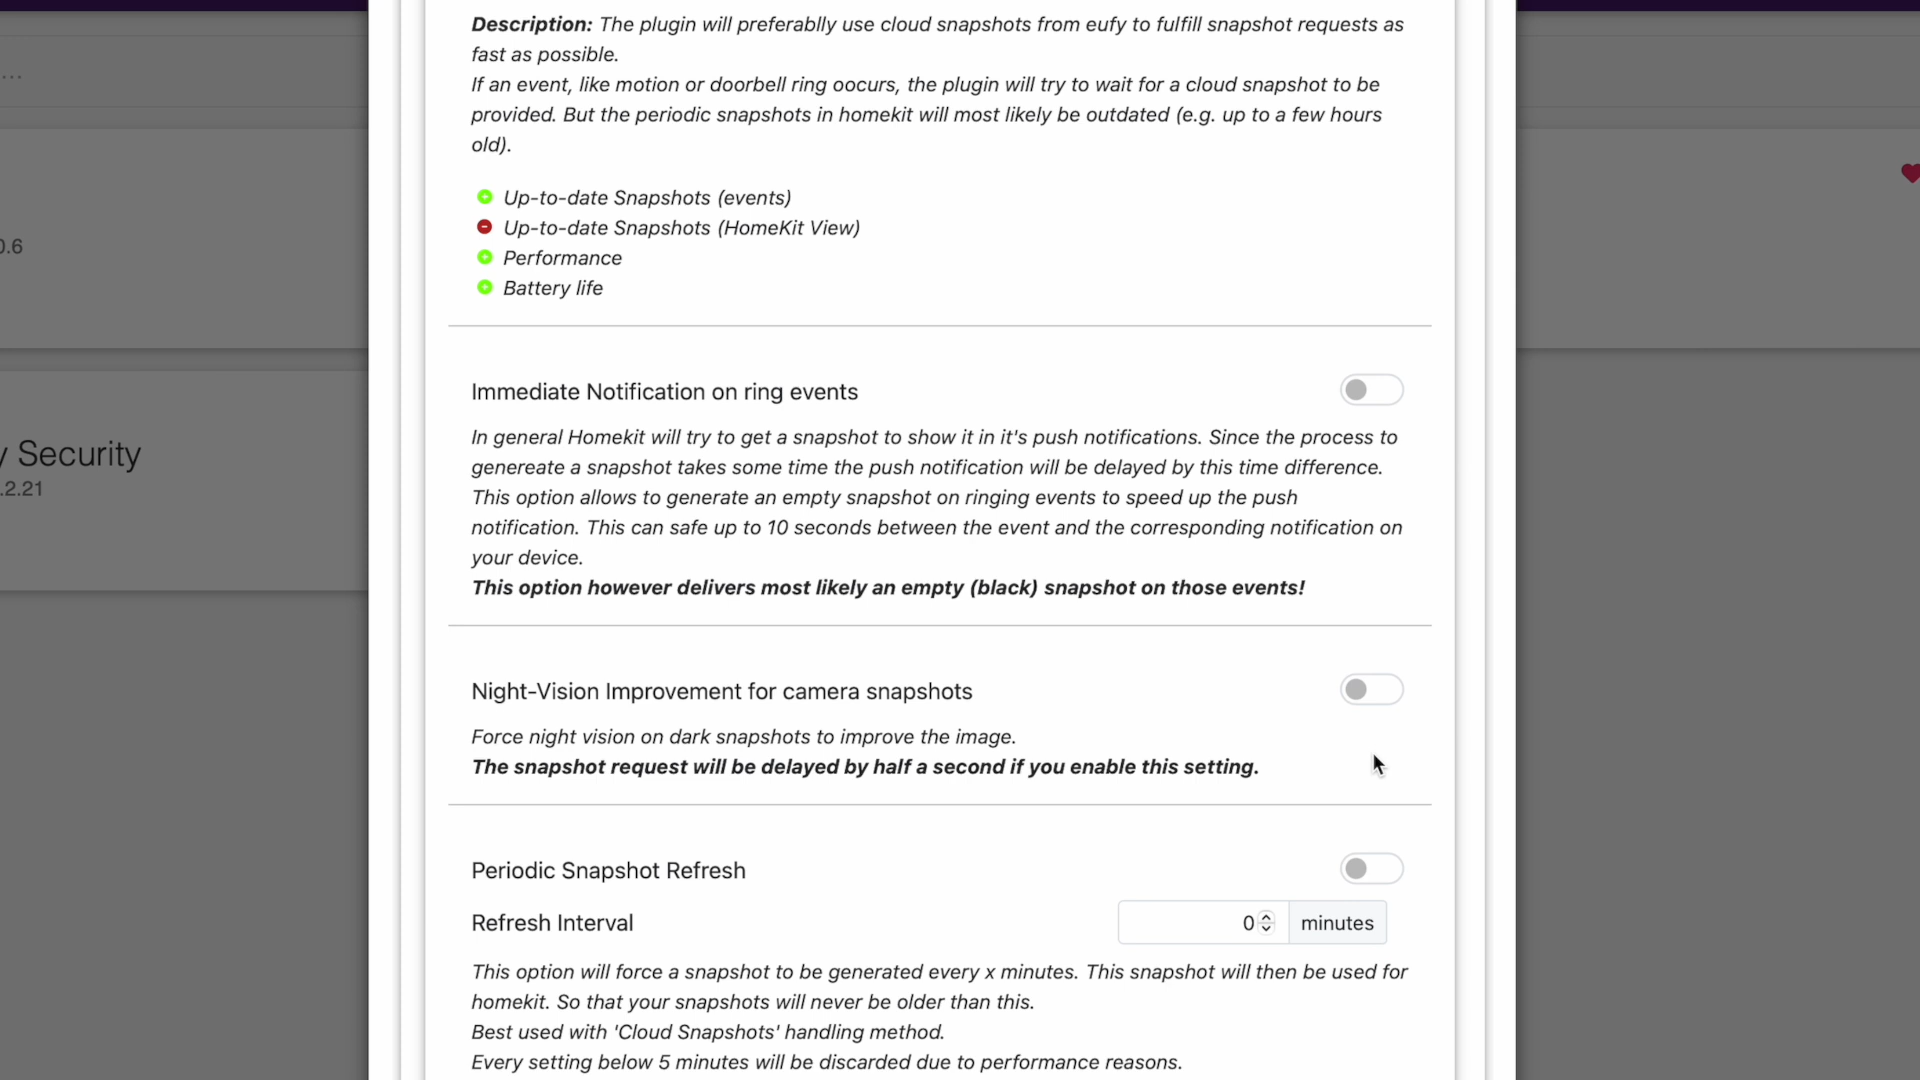 ...
Description: The plugin will preferablly use cloud snapshots from eufy to fulfill snapshot requests as
fast as possible.
If an event, like motion or doorbell ring oocurs, the plugin will try to wait for a cloud snapshot to be
provided. But the periodic snapshots in homekit will most likely be outdated (e.g. up to a few hours
old).
Up-to-date Snapshots (events)
Up-to-date Snapshots (HomeKit View)
Performance
Battery life
0.6
y Security
.2.21
Immediate Notification on ring events
In general Homekit will try to get a snapshot to show it in it's push notifications. Since the process to
genereate a snapshot takes some time the push notification will be delayed by this time difference.
This option allows to generate an empty snapshot on ringing events to speed up the push
notification. This can safe up to 10 seconds between the event and the corresponding notification on
your device.
This option however delivers most likely an empty (black) snapshot on those events!
Night-Vision Improvement for camera snapshots
Force night vision on dark snapshots to improve the image.
The snapshot request will be delayed by half a second if you enable this setting.
Periodic Snapshot Refresh
Refresh Interval
0 minutes
This option will force a snapshot to be generated every x minutes. This snapshot will then be used for
homekit. So that your snapshots will never be older than this.
Best used with 'Cloud Snapshots' handling method.
Every setting below 5 minutes will be discarded due to performance reasons.